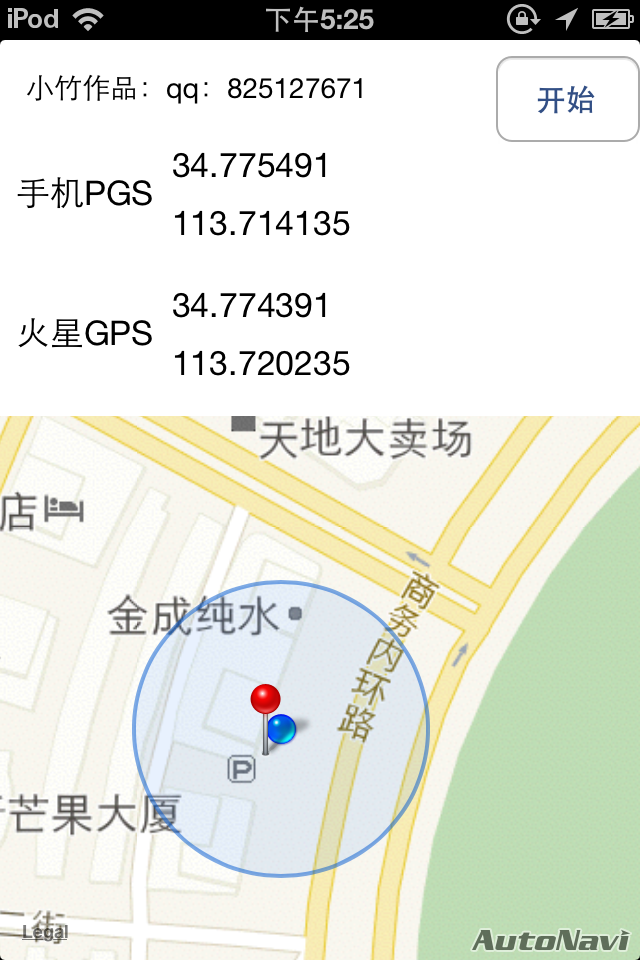 iPod 下午5:25
小竹作品：qq：825127671
开始
手机PGS
34.775491
113.714135
火星GPS
34.774391
113.720235
天地大卖场
店
金成纯水
商务内环路
P
芒果大厦
街
Legal
AutoNavi